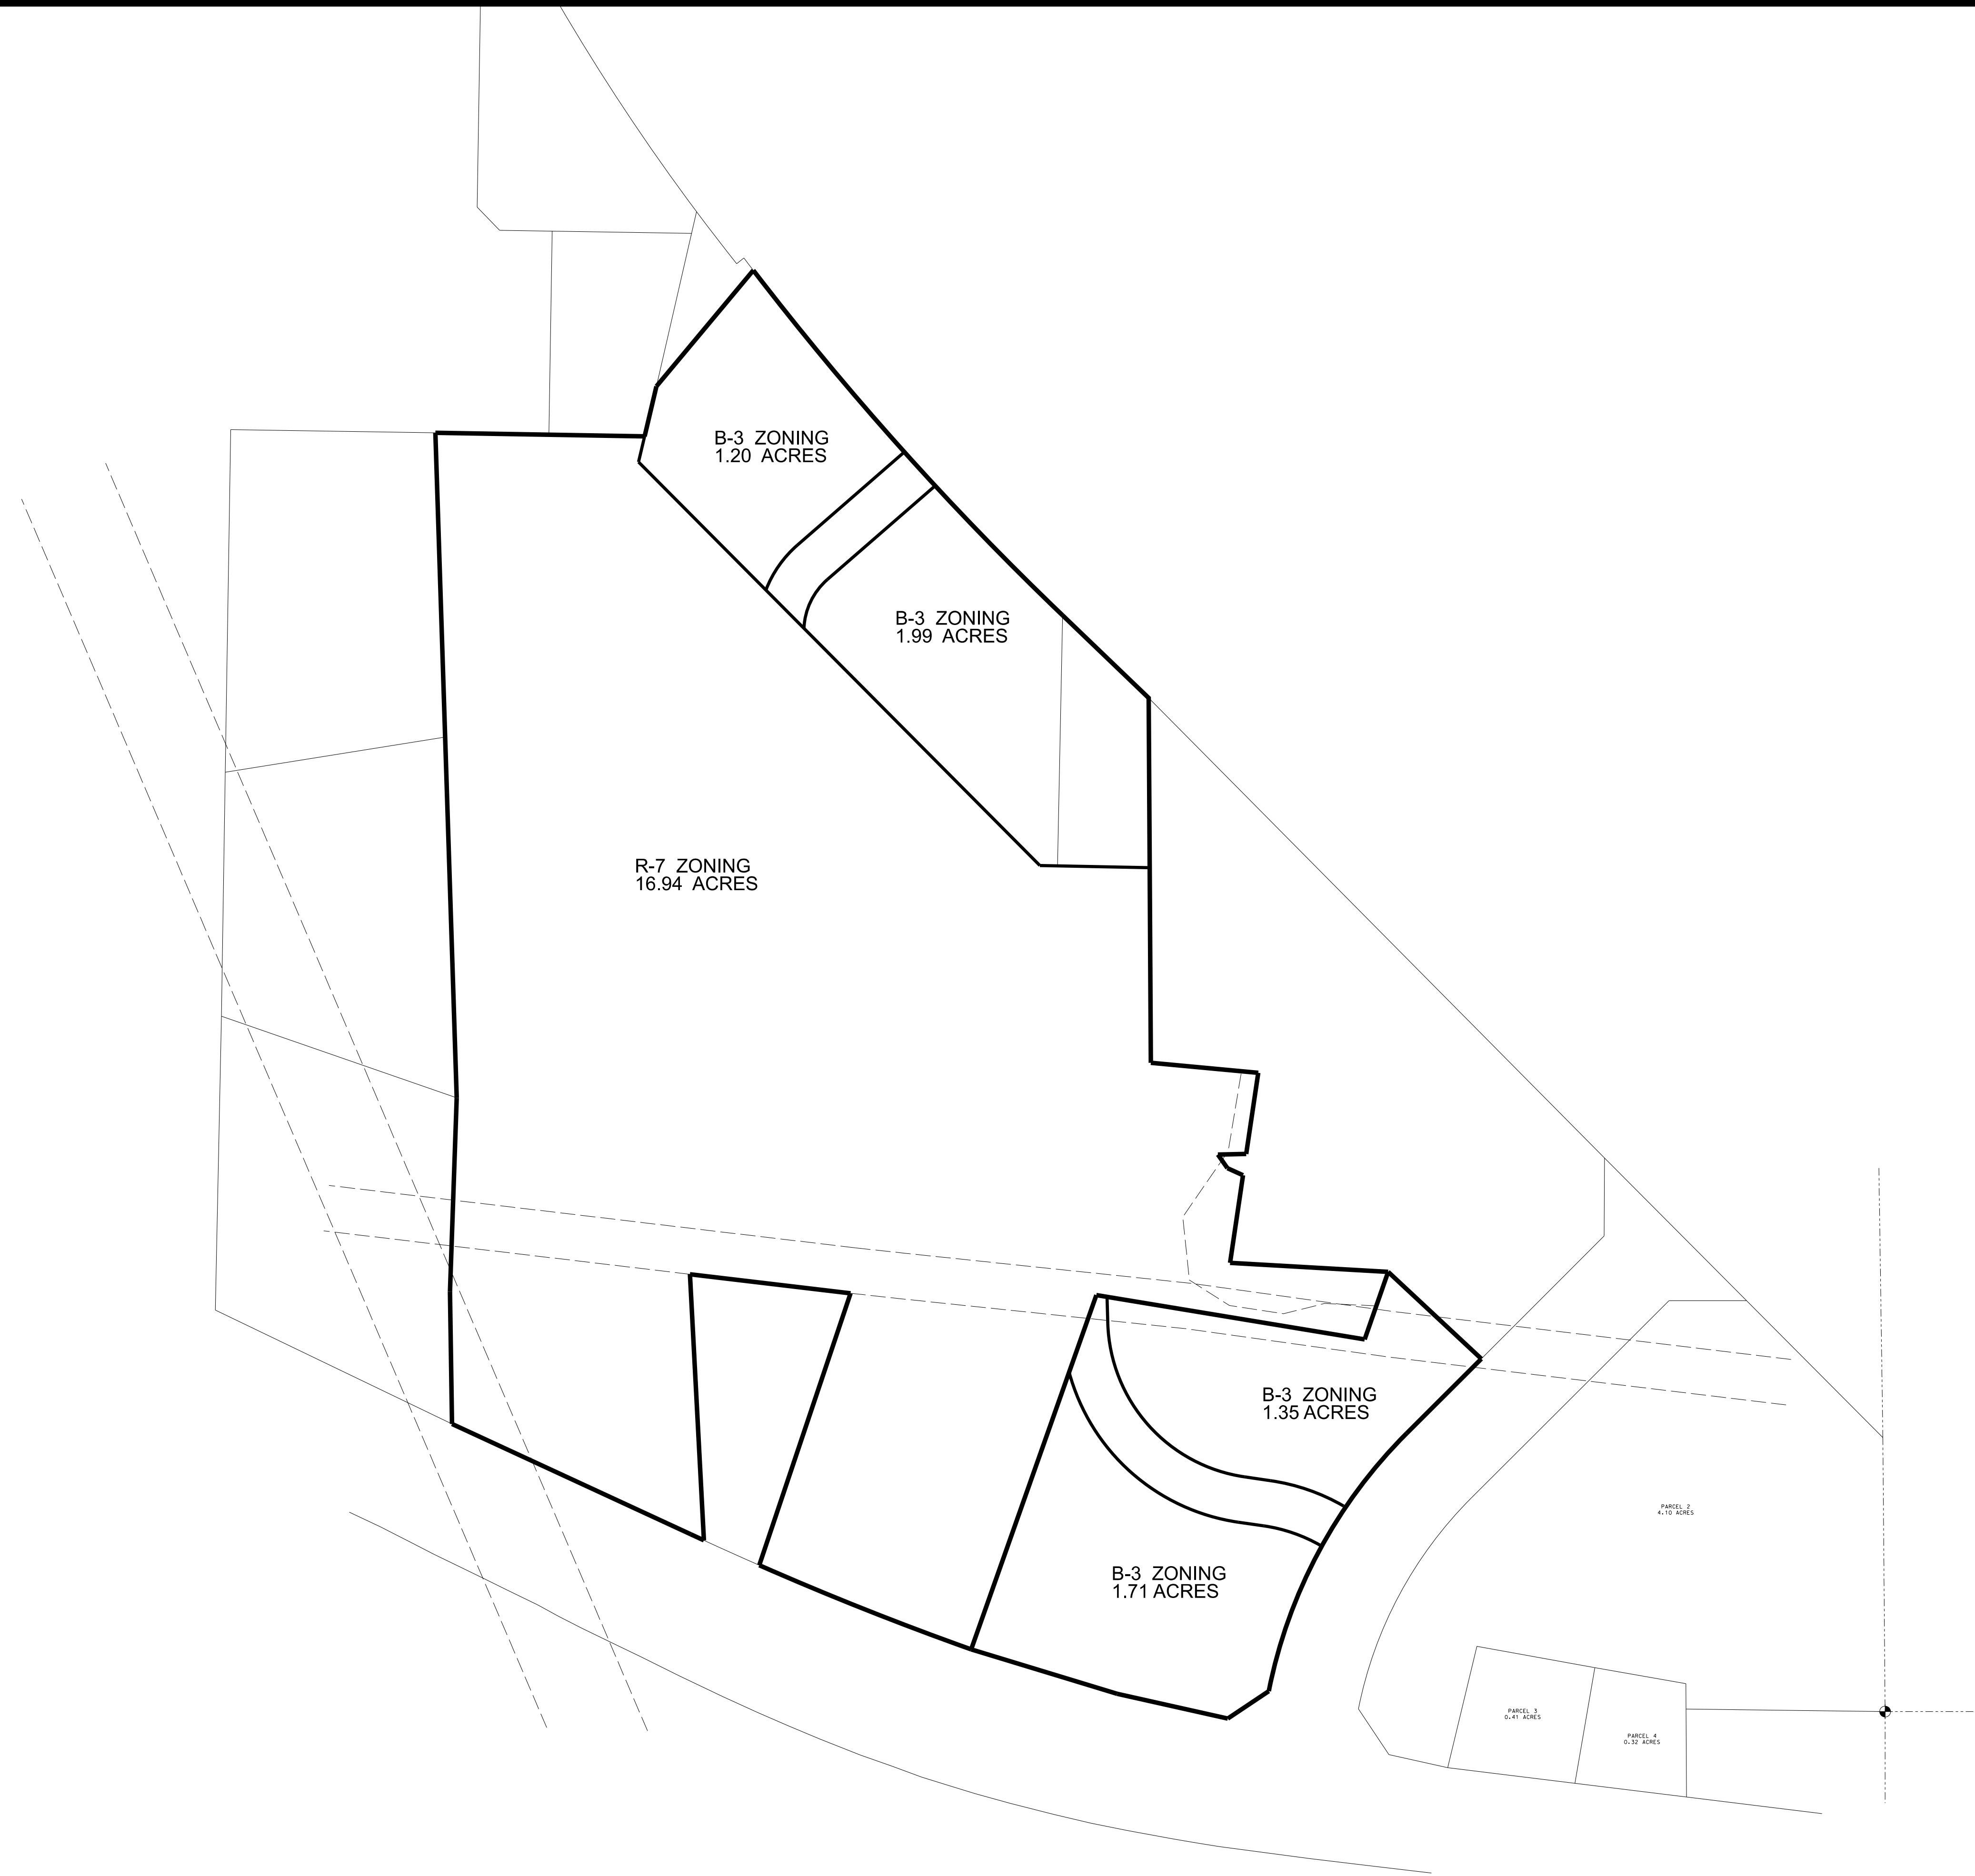 B-3 ZONING
1.20 ACRES
B-3 ZONING
1.99 ACRES
R-7 ZONING
16.94 ACRES
B-3 ZONING
1.35 ACRES
PARCEL 2
4.10 ACRES
B-3 ZONING
1.71 ACRES
PARCEL 3
0.41 ACRES
PARCEL 4
0.32 ACRES